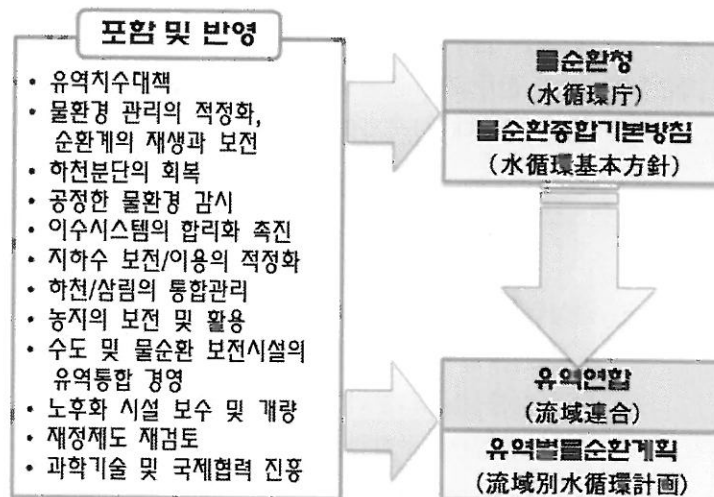 포함 및 반영
• 유역치수대책
• 물환경 관리의 적정화,
순환계의 재생과 보전
• 하천분단의 회복
• 공정한 물환경 감시
• 이수시스템의 합리화 촉진
• 지하수 보전/이용의 적정화
• 하천/삼림의 통합관리
• 농지의 보전 및 활용
• 수도 및 물순환 보전시설의
유역통합 경영
• 노후화 시설 보수 및 개량
• 재정제도 재검토
• 과학기술 및 국제협력 진흥
물순환청
(水循環庁)
물순환종합기본방침
(水循環基本方針)
유역연합
(流域連合)
유역별물순환계획
(流域別水循環計画)